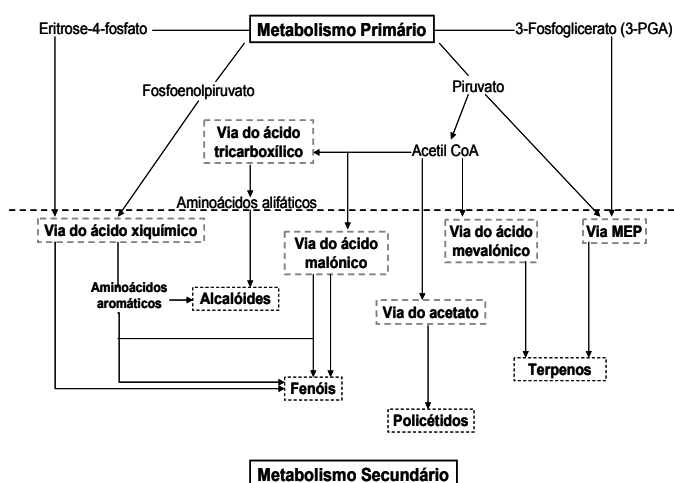 Eritrose-4-fosfato
Metabolismo Primário
3-Fosfoglicerato (3-PGA)
Fosfoenolpiruvato
Piruvato
Via do ácido
tricarboxílico
Acetil CoA
Aminoácidos alifáticos
Via do ácido xiquímico
Via do ácido
malónico
Via do ácido
mevalónico
Via MEP
Aminoácidos
aromáticos
Alcalóides
Via do acetato
Terpenos
Fenóis
Policétidos
Metabolismo Secundário